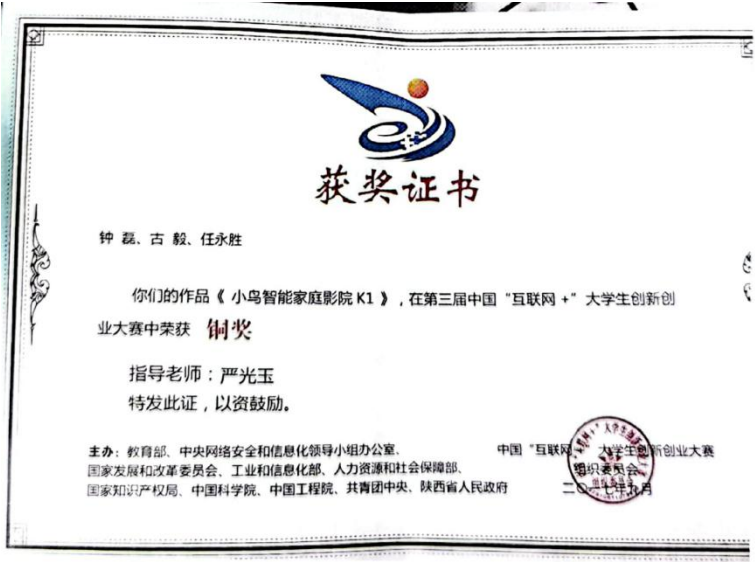 获奖证书
钟 磊、古 毅、任永胜
你们的作品《 小鸟智能家庭影院 K1 》，在第三届中国“互联网 +”大学生创新创
业大赛中荣获 铜奖
指导老师：严光玉
特发此证，以资鼓励。
主办：教育部、中央网络安全和信息化领导小组办公室、
国家发展和改革委员会、工业和信息化部、人力资源和社会保障部、
国家知识产权局、中国科学院、中国工程院、共青团中央、陕西省人民政府
中国“互联网 大学生创新创业大赛
组织委员会
二〇一七年九月